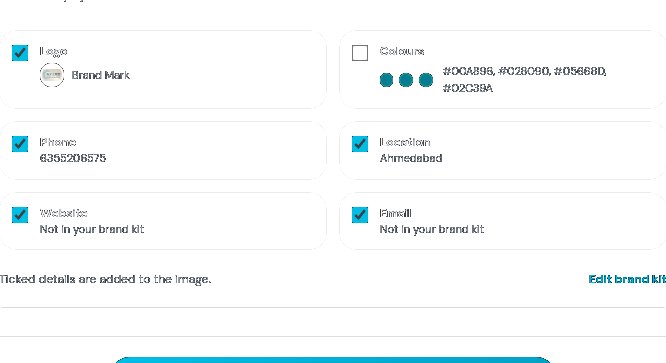 Logo
Brand Mark
Colours
#00A896, #028090, #05668D,
#02C39A
Phone
6355206575
Location
Ahmedabad
Website
Not in your brand kit
Email
Not in your brand kit
Ticked details are added to the image.
Edit brand kit